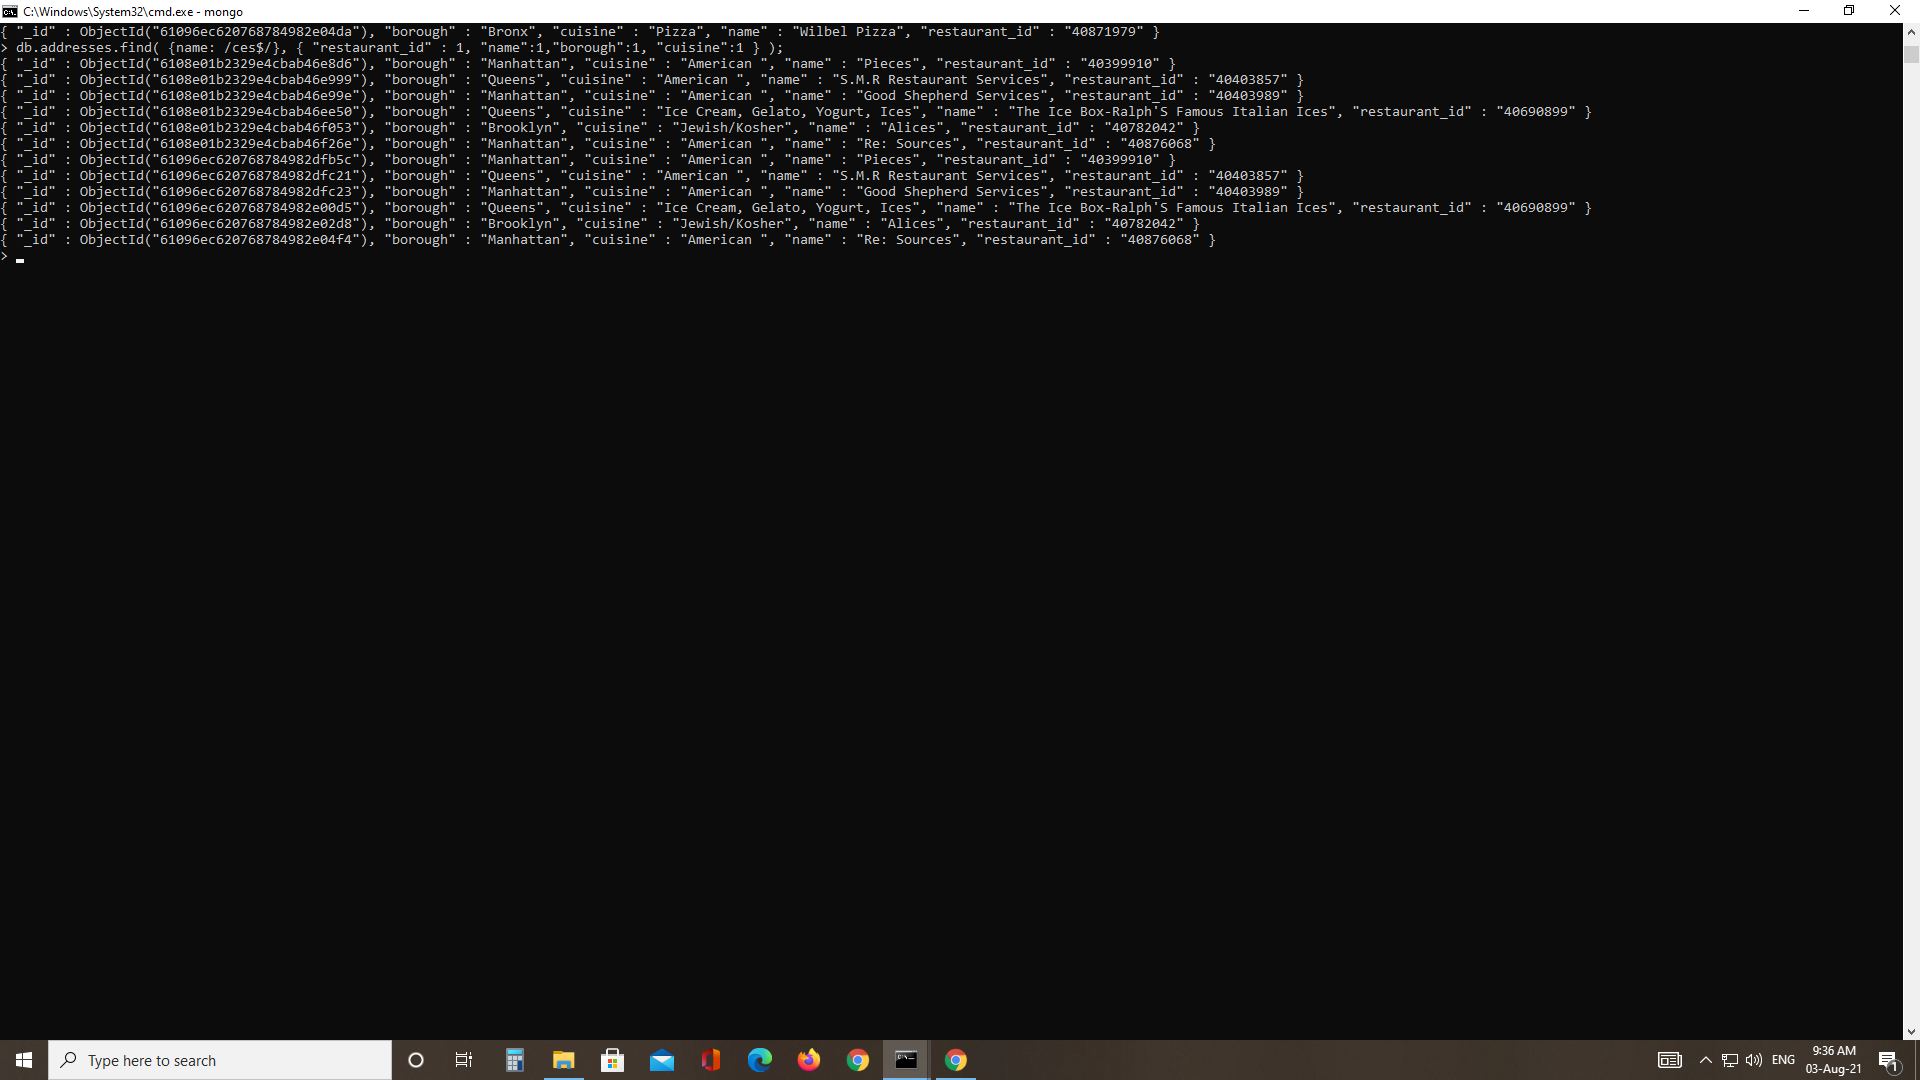 C:\Windows\System32\cmd.exe - mongo
{ "_id" : ObjectId("61096ec620768784982e04da"), "borough" : "Bronx", "cuisine" : "Pizza", "name" : "Wilbel Pizza", "restaurant_id" : "40871979" }
> db.addresses.find( {name: /ces$/}, { "restaurant_id" : 1, "name":1,"borough":1, "cuisine":1 } );
{ "_id" : ObjectId("6108e01b2329e4cbab46e8d6"), "borough" : "Manhattan", "cuisine" : "American ", "name" : "Pieces", "restaurant_id" : "40399910" }
{ "_id" : ObjectId("6108e01b2329e4cbab46e999"), "borough" : "Queens", "cuisine" : "American ", "name" : "S.M.R Restaurant Services", "restaurant_id" : "40403857" }
{ "_id" : ObjectId("6108e01b2329e4cbab46e99e"), "borough" : "Manhattan", "cuisine" : "American ", "name" : "Good Shepherd Services", "restaurant_id" : "40403989" }
{ "_id" : ObjectId("6108e01b2329e4cbab46ee50"), "borough" : "Queens", "cuisine" : "Ice Cream, Gelato, Yogurt, Ices", "name" : "The Ice Box-Ralph'S Famous Italian Ices", "restaurant_id" : "40690899" }
{ "_id" : ObjectId("6108e01b2329e4cbab46f053"), "borough" : "Brooklyn", "cuisine" : "Jewish/Kosher", "name" : "Alices", "restaurant_id" : "40782042" }
{ "_id" : ObjectId("6108e01b2329e4cbab46f26e"), "borough" : "Manhattan", "cuisine" : "American ", "name" : "Re: Sources", "restaurant_id" : "40876068" }
{ "_id" : ObjectId("61096ec620768784982dfb5c"), "borough" : "Manhattan", "cuisine" : "American ", "name" : "Pieces", "restaurant_id" : "40399910" }
{ "_id" : ObjectId("61096ec620768784982dfc21"), "borough" : "Queens", "cuisine" : "American ", "name" : "S.M.R Restaurant Services", "restaurant_id" : "40403857" }
{ "_id" : ObjectId("61096ec620768784982dfc23"), "borough" : "Manhattan", "cuisine" : "American ", "name" : "Good Shepherd Services", "restaurant_id" : "40403989" }
{ "_id" : ObjectId("61096ec620768784982e00d5"), "borough" : "Queens", "cuisine" : "Ice Cream, Gelato, Yogurt, Ices", "name" : "The Ice Box-Ralph'S Famous Italian Ices", "restaurant_id" : "40690899" }
{ "_id" : ObjectId("61096ec620768784982e02d8"), "borough" : "Brooklyn", "cuisine" : "Jewish/Kosher", "name" : "Alices", "restaurant_id" : "40782042" }
{ "_id" : ObjectId("61096ec620768784982e04f4"), "borough" : "Manhattan", "cuisine" : "American ", "name" : "Re: Sources", "restaurant_id" : "40876068" }
>
Type here to search
ENG
9:36 AM
03-Aug-21
1